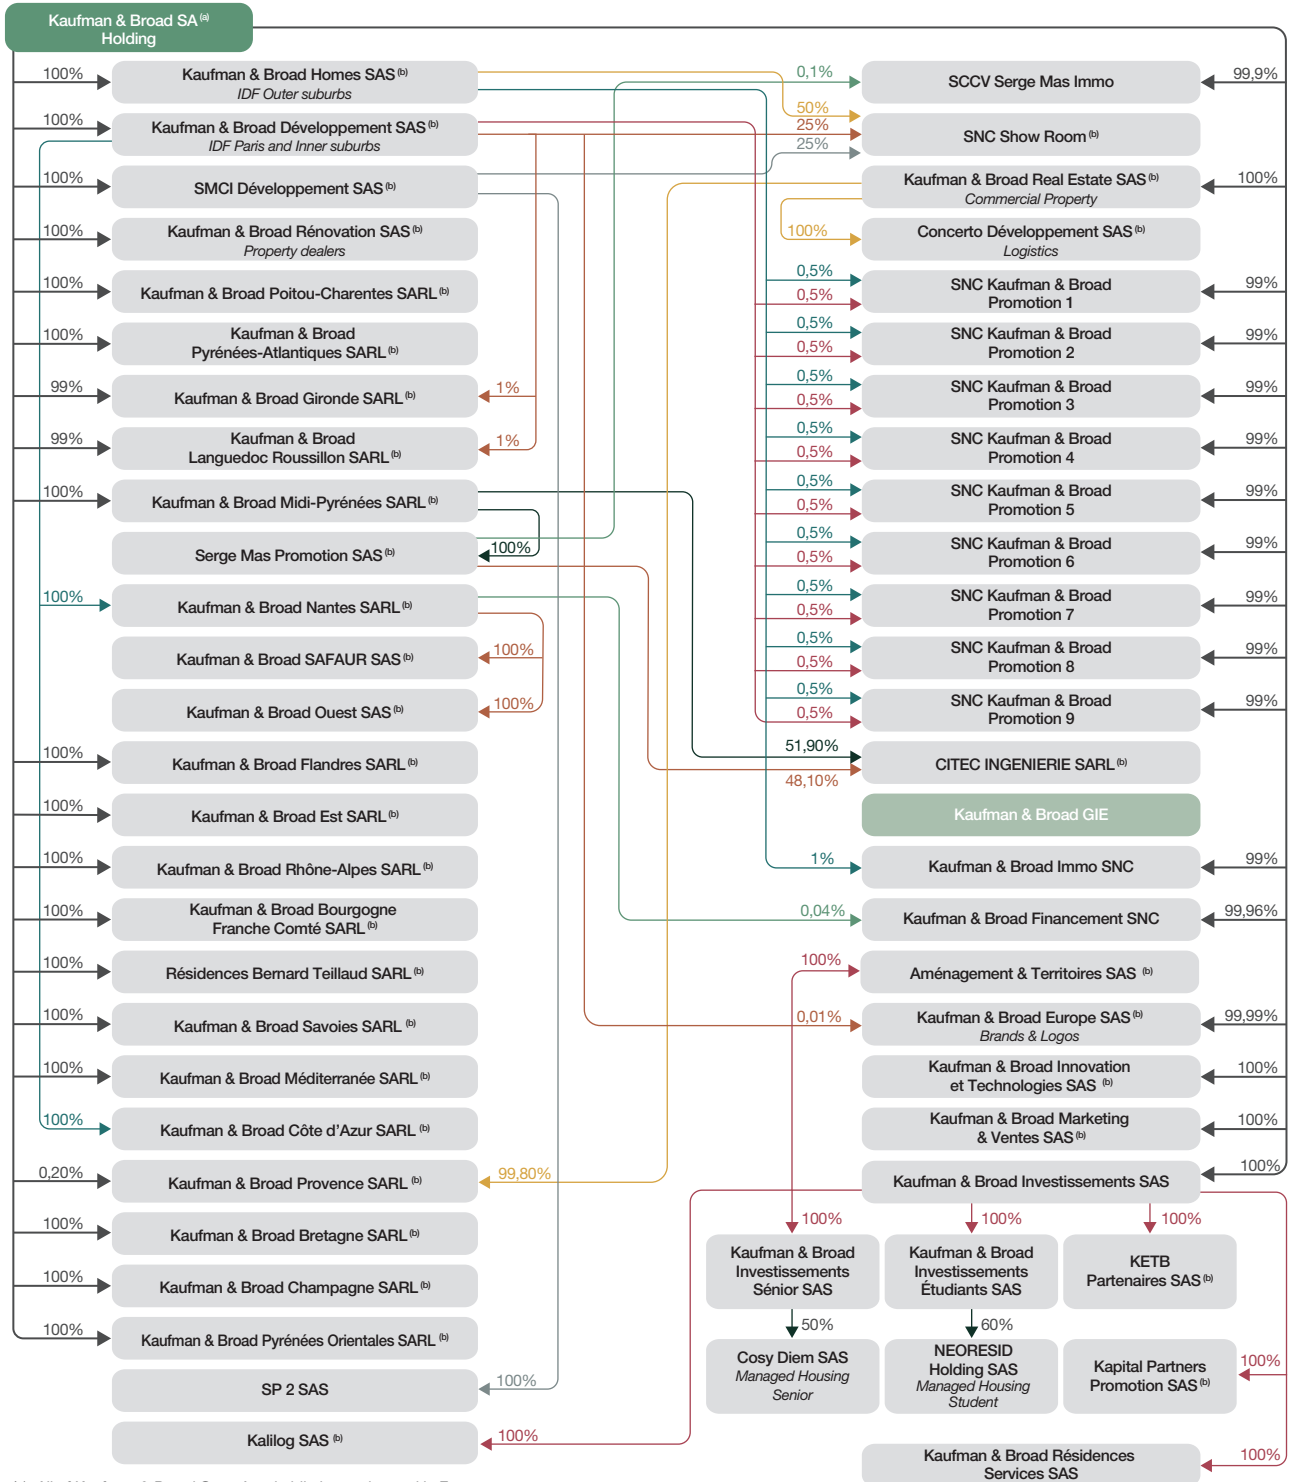 Kaufman & Broad SA (a)
Holding
100%
Kaufman & Broad Homes SAS (b)
IDF Outer suburbs
100%
Kaufman & Broad Développement SAS (b)
IDF Paris and Inner suburbs
100%
SMCI Développement SAS (b)
100%
Kaufman & Broad Rénovation SAS (b)
Property dealers
100%
Kaufman & Broad Poitou-Charentes SARL (b)
100%
Kaufman & Broad
Pyrénées-Atlantiques SARL (b)
99%
Kaufman & Broad Gironde SARL (b)
1%
99%
Kaufman & Broad
Languedoc Roussillon SARL (b)
1%
100%
Kaufman & Broad Midi-Pyrénées SARL (b)
Serge Mas Promotion SAS (b)
100%
100%
Kaufman & Broad Nantes SARL (b)
Kaufman & Broad SAFAUR SAS (b)
100%
Kaufman & Broad Ouest SAS (b)
100%
100%
Kaufman & Broad Flandres SARL (b)
100%
Kaufman & Broad Est SARL (b)
100%
Kaufman & Broad Rhône-Alpes SARL (b)
100%
Kaufman & Broad Bourgogne
Franche Comté SARL (b)
100%
Résidences Bernard Teillaud SARL (b)
100%
Kaufman & Broad Savoies SARL (b)
100%
Kaufman & Broad Méditerranée SARL (b)
100%
Kaufman & Broad Côte d'Azur SARL (b)
0,20%
Kaufman & Broad Provence SARL (b)
99,80%
100%
Kaufman & Broad Bretagne SARL (b)
100%
Kaufman & Broad Champagne SARL (b)
100%
Kaufman & Broad Pyrénées Orientales SARL (b)
SP 2 SAS
100%
Kalilog SAS (b)
100%
0,1%
SCCV Serge Mas Immo
99,9%
50%
25%
25%
SNC Show Room (b)
Kaufman & Broad Real Estate SAS (b)
Commercial Property
100%
100%
Concerto Développement SAS (b)
Logistics
0,5%
0,5%
SNC Kaufman & Broad
Promotion 1
99%
0,5%
0,5%
SNC Kaufman & Broad
Promotion 2
99%
0,5%
0,5%
SNC Kaufman & Broad
Promotion 3
99%
0,5%
0,5%
SNC Kaufman & Broad
Promotion 4
99%
0,5%
0,5%
SNC Kaufman & Broad
Promotion 5
99%
0,5%
0,5%
SNC Kaufman & Broad
Promotion 6
99%
0,5%
0,5%
SNC Kaufman & Broad
Promotion 7
99%
0,5%
0,5%
SNC Kaufman & Broad
Promotion 8
99%
0,5%
0,5%
SNC Kaufman & Broad
Promotion 9
99%
51,90%
48,10%
CITEC INGENIERIE SARL (b)
Kaufman & Broad GIE
1%
Kaufman & Broad Immo SNC
99%
0,04%
Kaufman & Broad Financement SNC
99,96%
100%
Aménagement & Territoires SAS (b)
0,01%
Kaufman & Broad Europe SAS (b)
Brands & Logos
99,99%
Kaufman & Broad Innovation
et Technologies SAS (b)
100%
Kaufman & Broad Marketing
& Ventes SAS (b)
100%
Kaufman & Broad Investissements SAS
100%
100%
100%
100%
Kaufman & Broad
Investissements
Sénior SAS
Kaufman & Broad
Investissements
Étudiants SAS
KETB
Partenaires SAS (b)
50%
60%
Cosy Diem SAS
Managed Housing
Senior
NEORESID
Holding SAS
Managed Housing
Student
Kapital Partners
Promotion SAS (b)
100%
Kaufman & Broad Résidences
Services SAS
100%